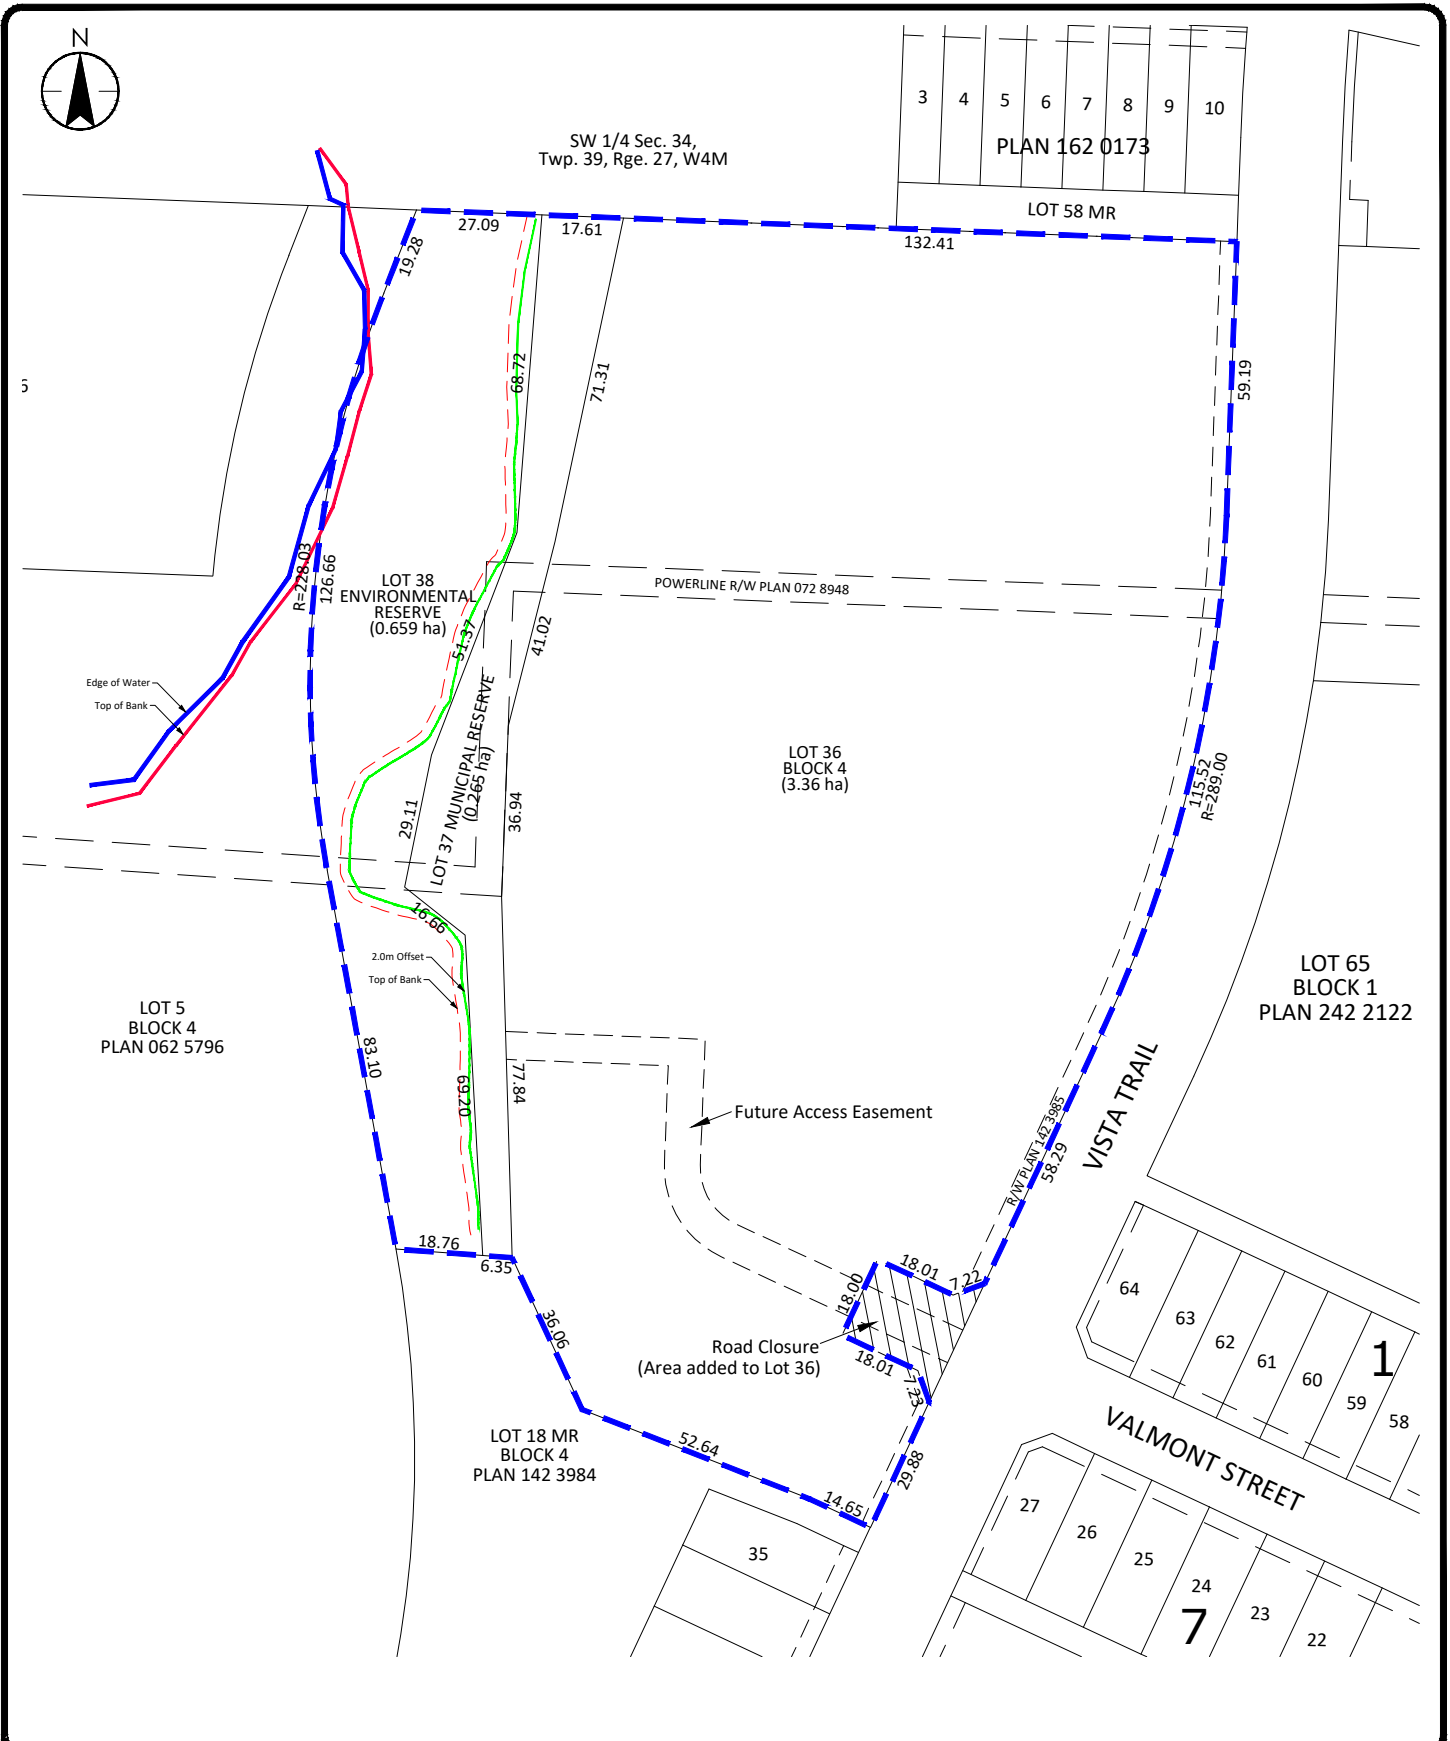 N
SW 1/4 Sec. 34,
Twp. 39, Rge. 27, W4M
3
4
5
6
7
8
9
10
PLAN 162 0173
LOT 58 MR
27.09
17.61
132.41
19.28
68.72
71.31
59.19
R=228.03
126.66
LOT 38
ENVIRONMENTAL
RESERVE
(0.659 ha)
POWERLINE R/W PLAN 072 8948
51.37
41.02
Edge of Water
Top of Bank
LOT 37 MUNICIPAL RESERVE
(0.265 ha)
29.11
36.94
LOT 36
BLOCK 4
(3.36 ha)
115.52
R=289.00
16.66
2.0m Offset
Top of Bank
LOT 65
BLOCK 1
PLAN 242 2122
LOT 5
BLOCK 4
PLAN 062 5796
83.10
69.20
77.84
Future Access Easement
R/W PLAN 142 3985
58.29
VISTA TRAIL
18.76
6.35
18.01
7.22
18.00
36.06
Road Closure
(Area added to Lot 36)
18.01
7.23
64
63
62
61
60
59
58
1
VALMONT STREET
LOT 18 MR
BLOCK 4
PLAN 142 3984
52.64
14.65
29.88
35
27
26
25
24
23
22
7